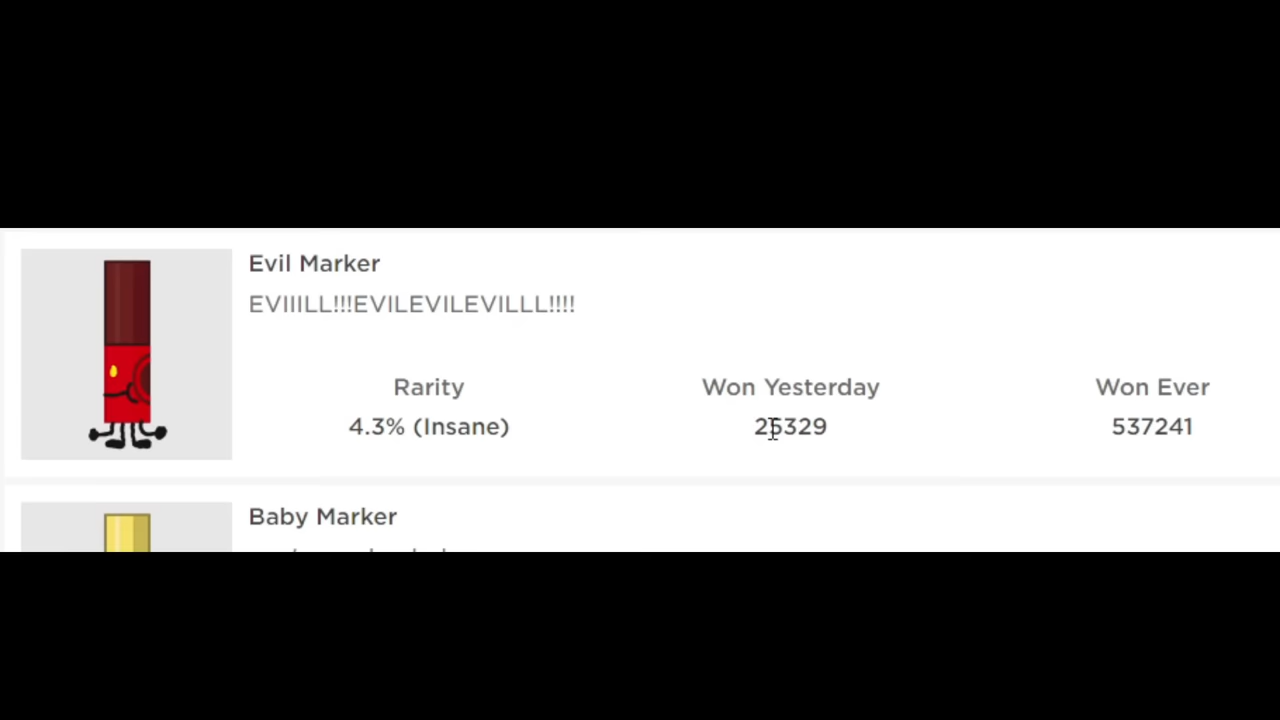 Evil Marker
EVIIILL!!!EVILEVILEVILLL!!!!
Rarity Won Yesterday Won Ever
4.3% (Insane) 25329 537241
Baby Marker